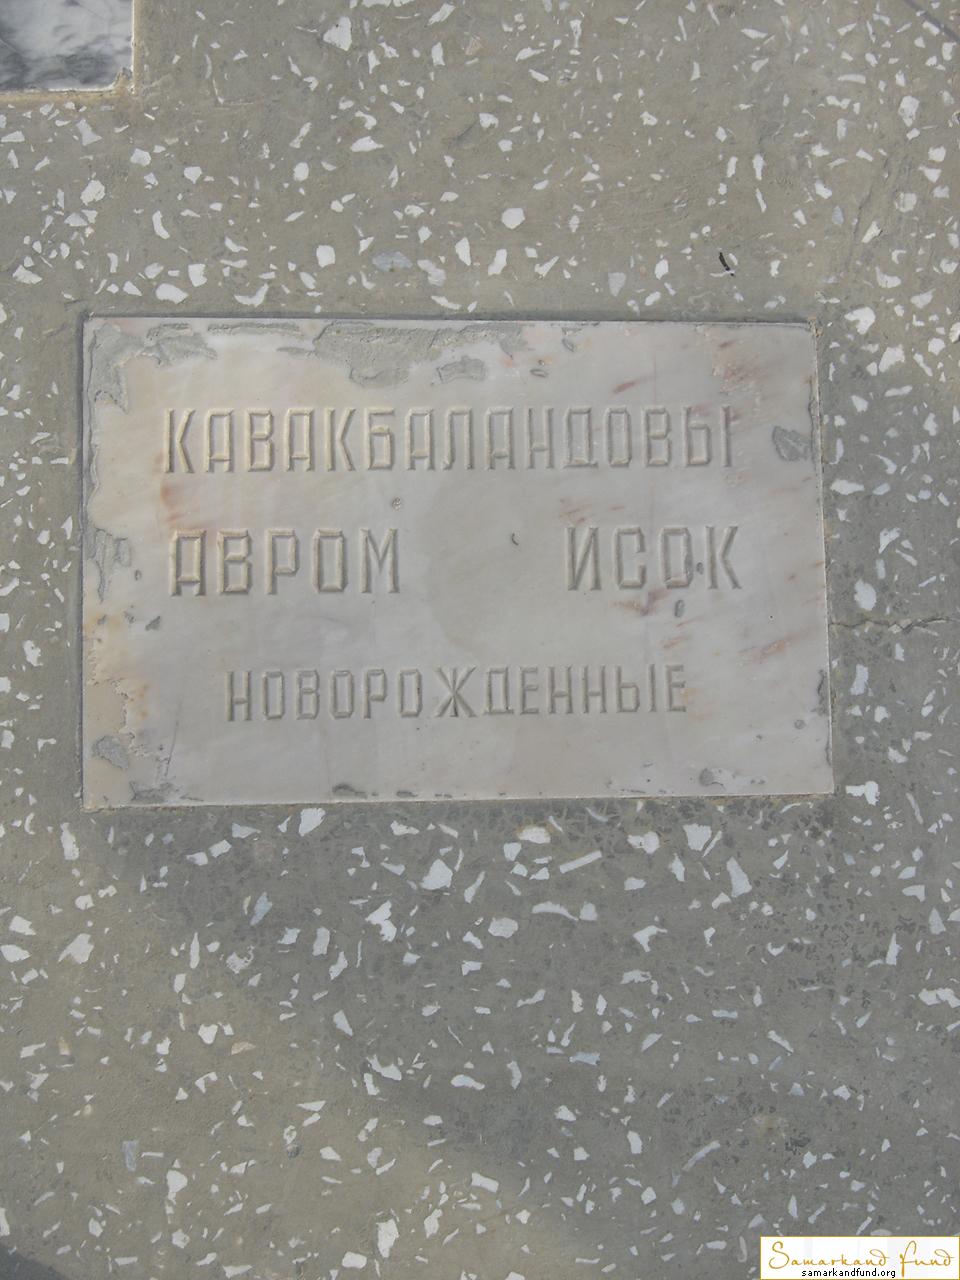 КАВАКБАЛАНДОВЫ
АВРОМ ИСОК
НОВОРОЖДЕННЫЕ
Samarkand Fund
samarkandfund.org